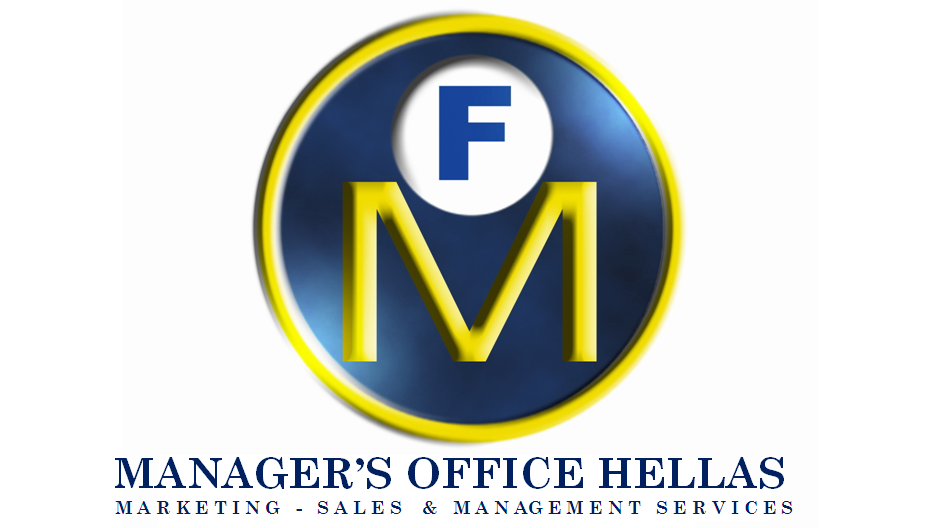 F
M
MANAGER’S OFFICE HELLAS
MARKETING - SALES & MANAGEMENT SERVICES